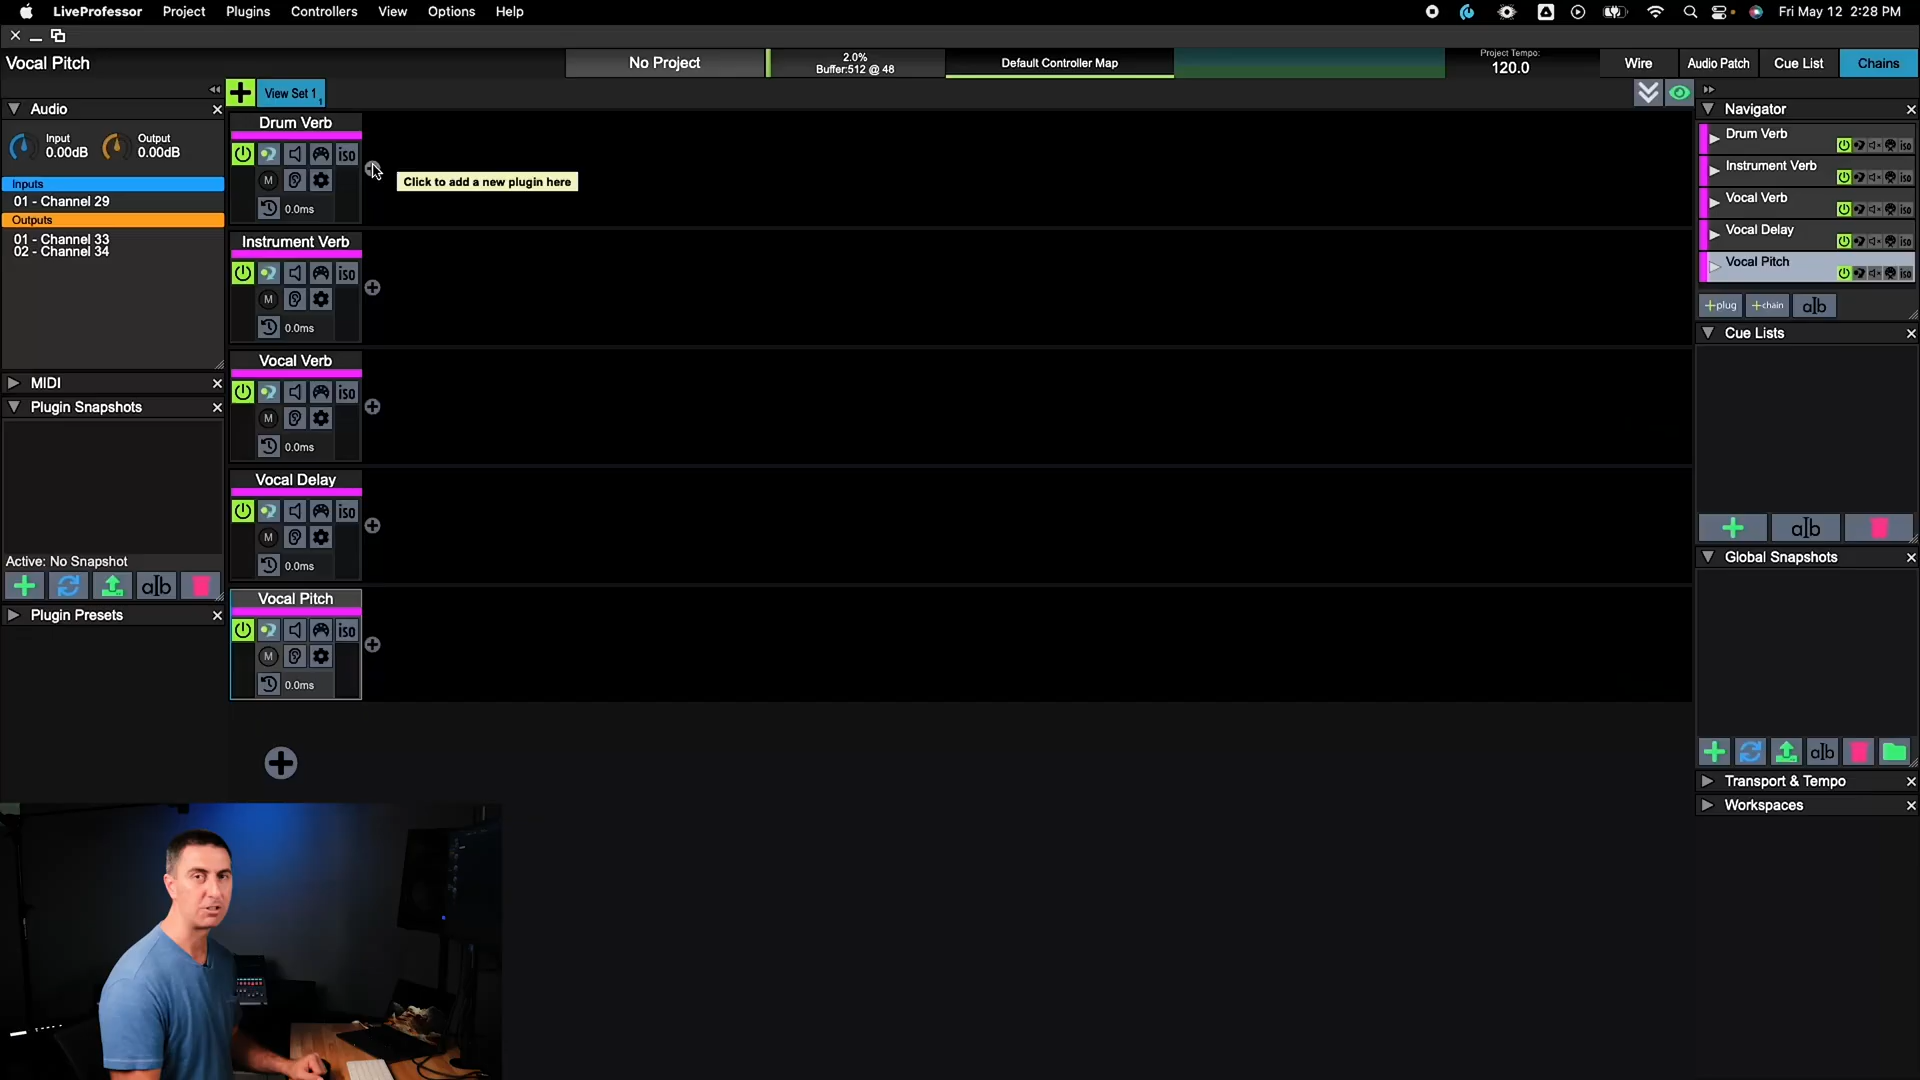 LiveProfessor Project Plugins Controllers View Options Help
Fri May 12 2:28 PM
Vocal Pitch
No Project
2.0%
Buffer:512 @ 48
Default Controller Map
Project Tempo:
120.0
Wire
Audio Patch
Cue List
Chains
Audio
Input
0.00dB
Output
0.00dB
Inputs
01 - Channel 29
Outputs
01 - Channel 33
02 - Channel 34
MIDI
Plugin Snapshots
Active: No Snapshot
a|b
Plugin Presets
View Set 1
1
Drum Verb
iso
M
0.0ms
Click to add a new plugin here
Instrument Verb
iso
M
0.0ms
Vocal Verb
iso
M
0.0ms
Vocal Delay
iso
M
0.0ms
Vocal Pitch
iso
M
0.0ms
Navigator
Drum Verb
iso
Instrument Verb
iso
Vocal Verb
iso
Vocal Delay
iso
Vocal Pitch
iso
+plug
+chain
a|b
Cue Lists
a|b
Global Snapshots
a|b
Transport & Tempo
Workspaces